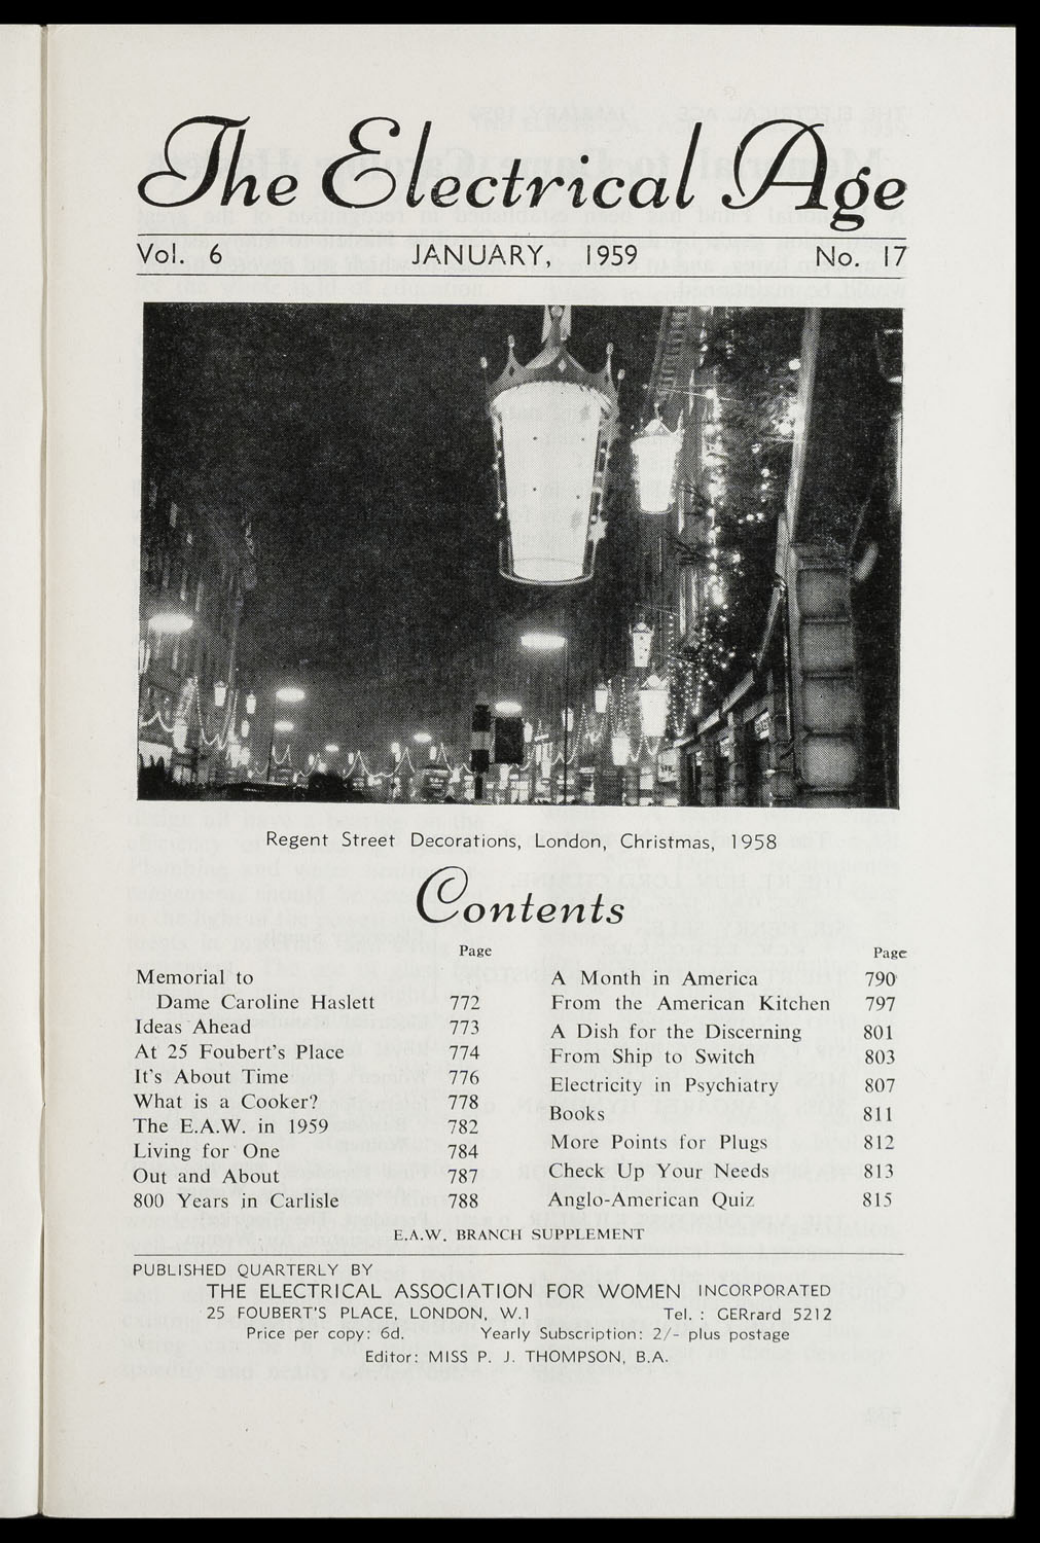 The Electrical Age
Vol. 6 JANUARY, 1959 No. 17
Regent Street Decorations, London, Christmas, 1958
Contents
Page
Memorial to
Dame Caroline Haslett 772
Ideas Ahead 773
At 25 Foubert's Place 774
It's About Time 776
What is a Cooker? 778
The E.A.W. in 1959 782
Living for One 784
Out and About 787
800 Years in Carlisle 788
Page
A Month in America 790
From the American Kitchen 797
A Dish for the Discerning 801
From Ship to Switch 803
Electricity in Psychiatry 807
Books 811
More Points for Plugs 812
Check Up Your Needs 813
Anglo-American Quiz 815
E.A.W. BRANCH SUPPLEMENT
PUBLISHED QUARTERLY BY
THE ELECTRICAL ASSOCIATION FOR WOMEN INCORPORATED
25 FOUBERT'S PLACE, LONDON, W.1 Tel. : GERrard 5212
Price per copy: 6d. Yearly Subscription: 2/- plus postage
Editor: MISS P. J. THOMPSON, B.A.